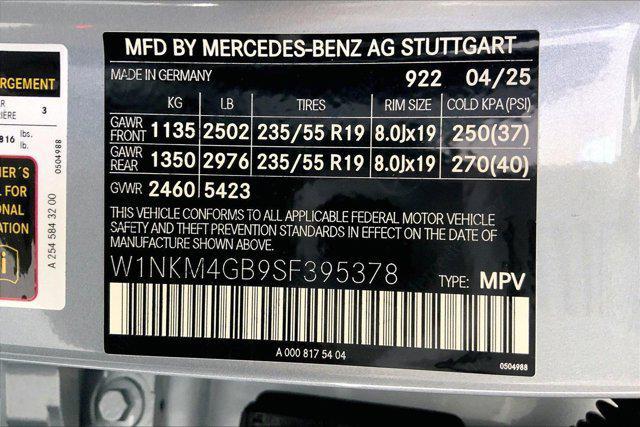 MFD BY MERCEDES-BENZ AG STUTTGART
MADE IN GERMANY 922 04/25
KG LB TIRES RIM SIZE COLD KPA (PSI)
GAWR FRONT 1135 2502 235/55 R19 8.0Jx19 250(37)
GAWR REAR 1350 2976 235/55 R19 8.0Jx19 270(40)
GVWR 2460 5423
THIS VEHICLE CONFORMS TO ALL APPLICABLE FEDERAL MOTOR VEHICLE
SAFETY AND THEFT PREVENTION STANDARDS IN EFFECT ON THE DATE OF
MANUFACTURE SHOWN ABOVE.
W1NKM4GB9SF395378 TYPE: MPV
A 000 817 54 04
0504988
3
816 lbs.
lb.
0504988
FOR
A 254 584 32 00